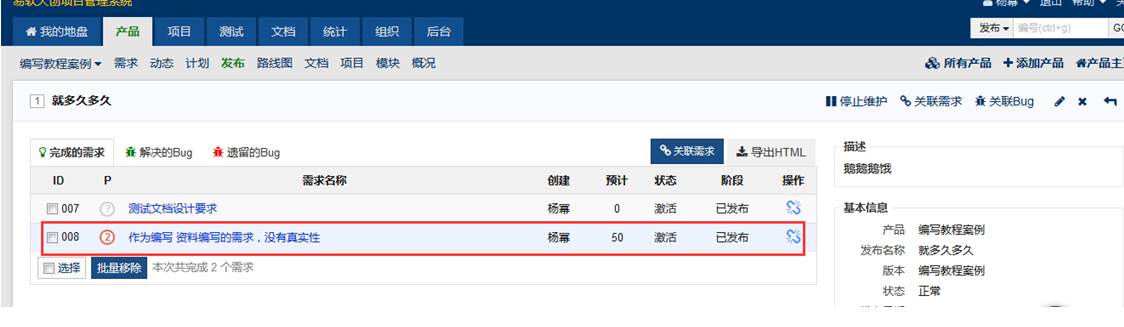 易软天创项目管理系统
杨幂 退出 帮助
我的地盘 产品 项目 测试 文档 统计 组织 后台
发布 编号(ctrl+g) GO
编写教程案例 需求 动态 计划 发布 路线图 文档 项目 模块 概况
所有产品 添加产品 产品主
1 就多久多久
停止维护 关联需求 关联Bug
完成的需求 解决的Bug 遗留的Bug
关联需求 导出HTML
ID P 需求名称 创建 预计 状态 阶段 操作
007 ? 测试文档设计要求 杨幂 0 激活 已发布
008 2 作为编写 资料编写的需求，没有真实性 杨幂 50 激活 已发布
选择 批量移除 本次共完成 2 个需求
描述
鹅鹅鹅饿
基本信息
产品 编写教程案例
发布名称 就多久多久
版本 编写教程案例
状态 正常